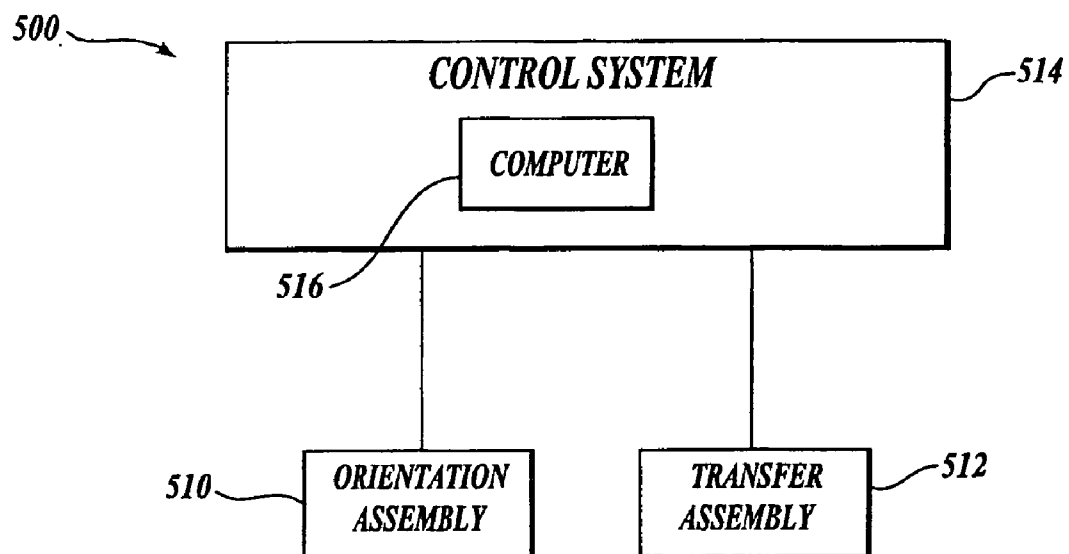 500
CONTROL SYSTEM
514
COMPUTER
516
510
ORIENTATION
ASSEMBLY
TRANSFER
ASSEMBLY
512